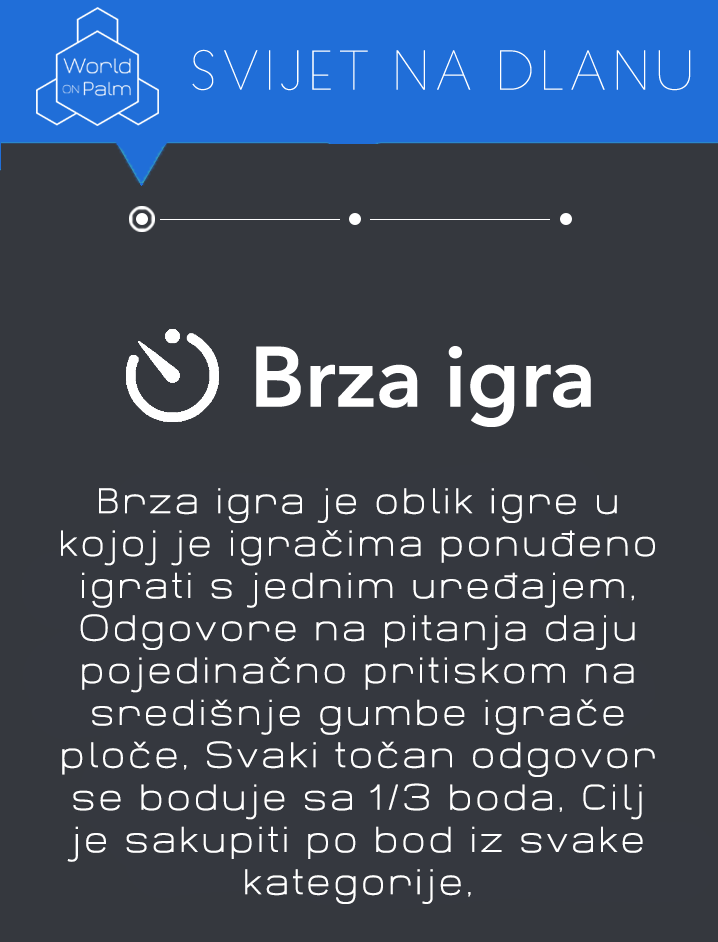 World
ON Palm
SVIJET NA DLANU
Brza igra
Brza igra je oblik igre u
kojoj je igračima ponuđeno
igrati s jednim uređajem,
Odgovore na pitanja daju
pojedinačno pritiskom na
središnje gumbe igrače
ploče, Svaki točan odgovor
se boduje sa 1/3 boda, Cilj
je sakupiti po bod iz svake
kategorije,